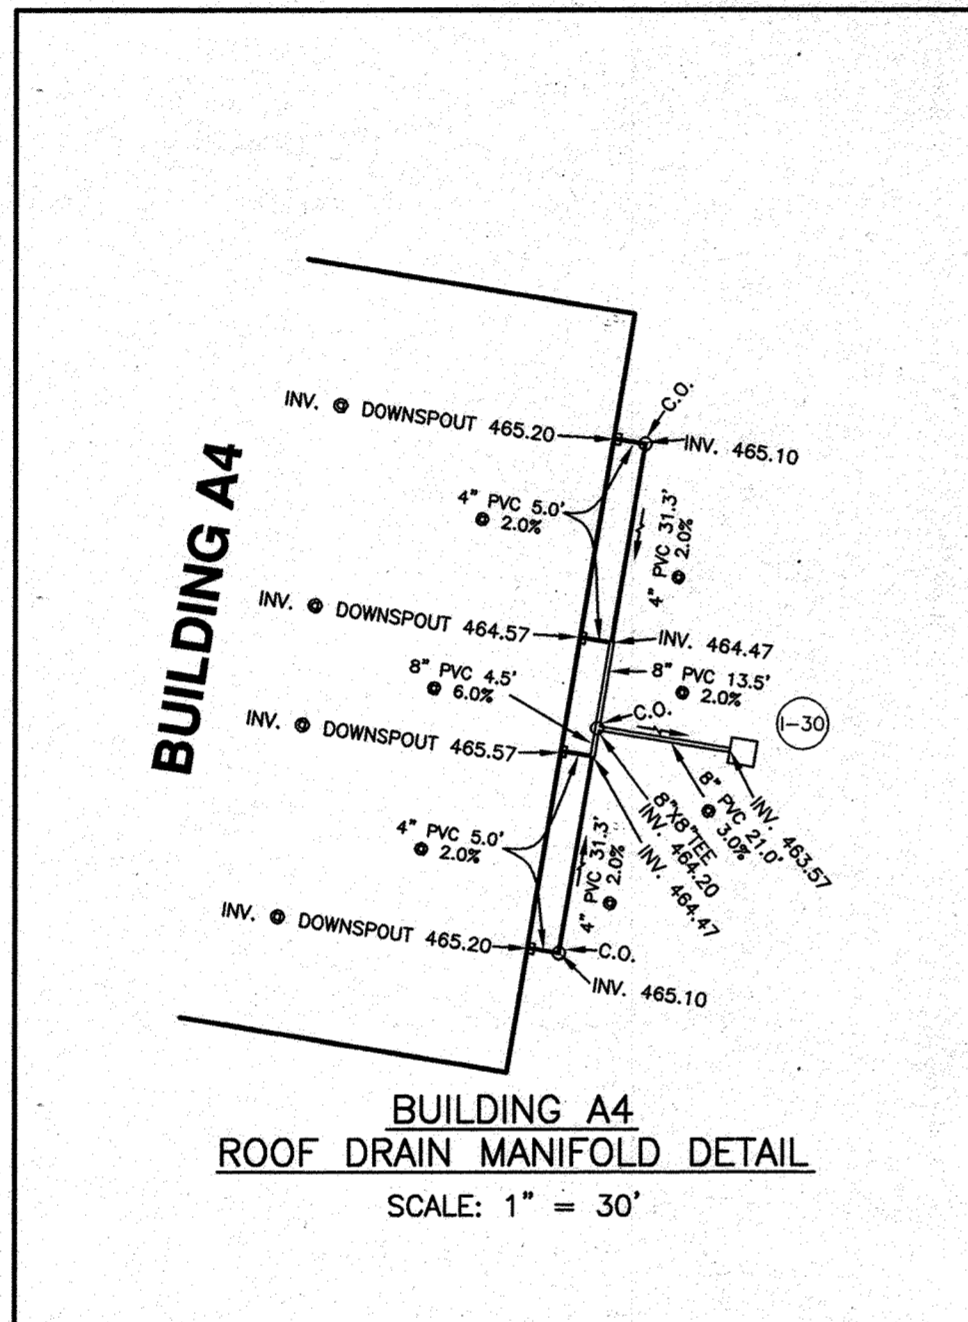 C.O.
INV. @ DOWNSPOUT 465.20
INV. 465.10
BUILDING A4
4" PVC 5.0'
@ 2.0%
4" PVC 31.3'
@ 2.0%
INV. @ DOWNSPOUT 464.57
INV. 464.47
8" PVC 4.5'
@ 6.0%
8" PVC 13.5'
@ 2.0%
C.O.
I-30
INV. @ DOWNSPOUT 465.57
8" PVC 21.0'
@ 3.0%
INV. 463.57
8"X8"TEE
INV. 464.20
INV. 464.47
4" PVC 5.0'
@ 2.0%
4" PVC 31.3'
@ 2.0%
INV. @ DOWNSPOUT 465.20
C.O.
INV. 465.10
BUILDING A4
ROOF DRAIN MANIFOLD DETAIL
SCALE: 1" = 30'